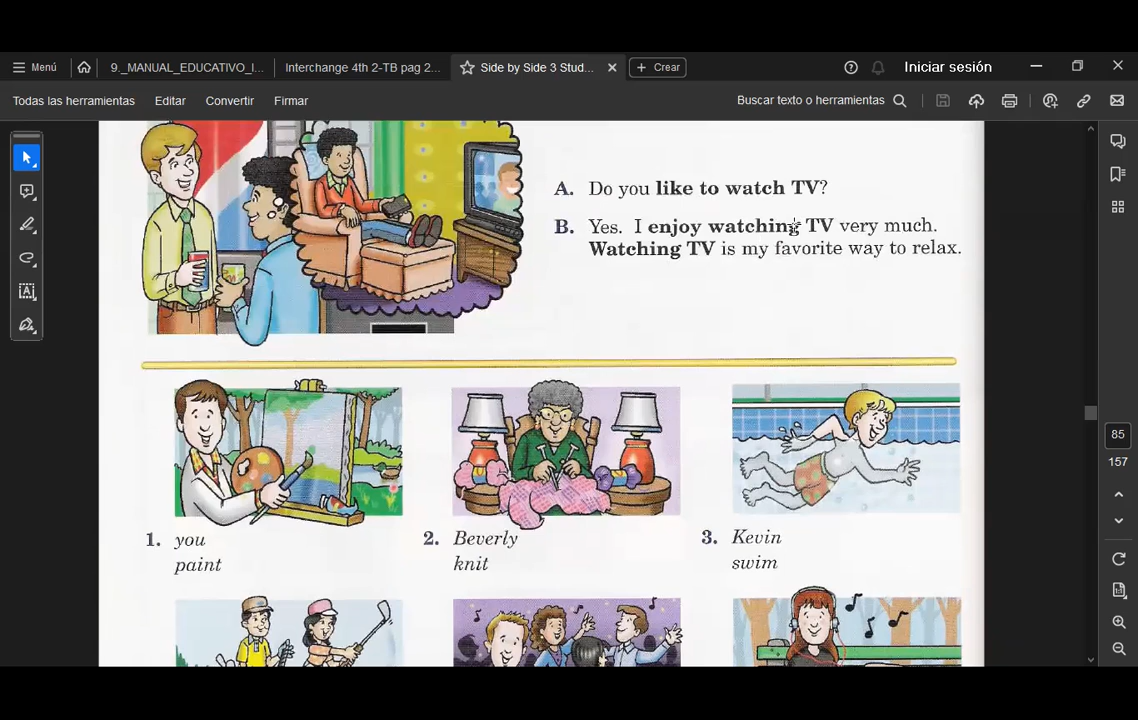 Menú
9._MANUAL_EDUCATIVO_I...
Interchange 4th 2-TB pag 2...
Side by Side 3 Stud...
Crear
Iniciar sesión
Todas las herramientas
Editar
Convertir
Firmar
Buscar texto o herramientas
A. Do you like to watch TV?
B. Yes. I enjoy watching TV very much.
Watching TV is my favorite way to relax.
1. you
paint
2. Beverly
knit
3. Kevin
swim
85
157